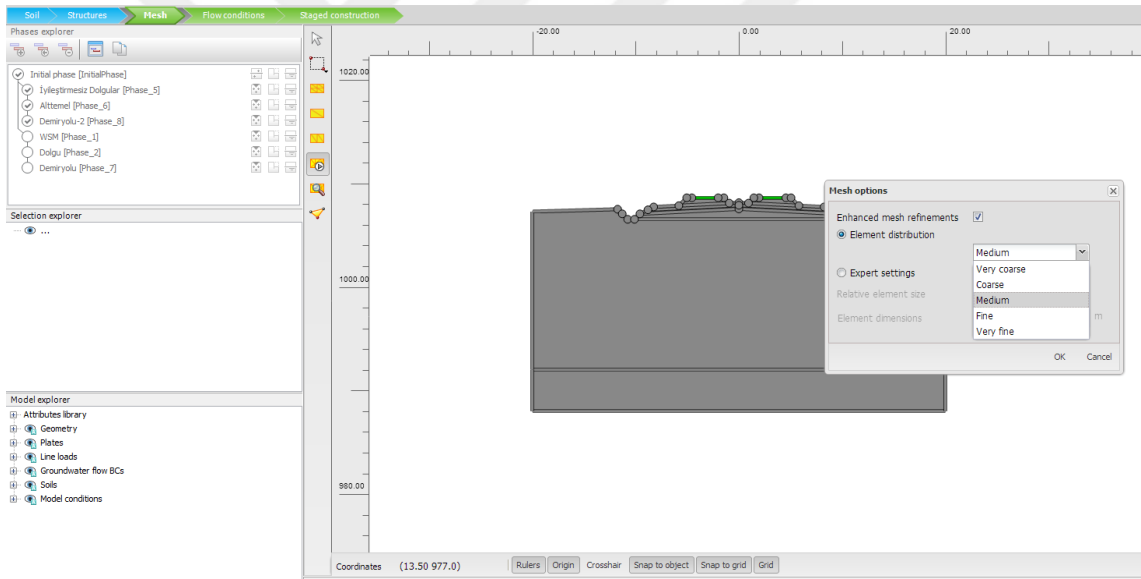 Soil Structures Mesh Flow conditions Staged construction
Phases explorer
Initial phase [InitialPhase]
İyileştirmesiz Dolgular [Phase_5]
Alttemel [Phase_6]
Demiryolu-2 [Phase_8]
WSM [Phase_1]
Dolgu [Phase_2]
Demiryolu [Phase_7]
Selection explorer
...
Model explorer
Attributes library
Geometry
Plates
Line loads
Groundwater flow BCs
Soils
Model conditions
-20.00 0.00 20.00
1020.00
1000.00
980.00
Mesh options
Enhanced mesh refinements
Element distribution
Medium
Very coarse
Coarse
Medium
Fine
Very fine
Expert settings
Relative element size
Element dimensions m
OK Cancel
Coordinates (13.50 977.0) Rulers Origin Crosshair Snap to object Snap to grid Grid